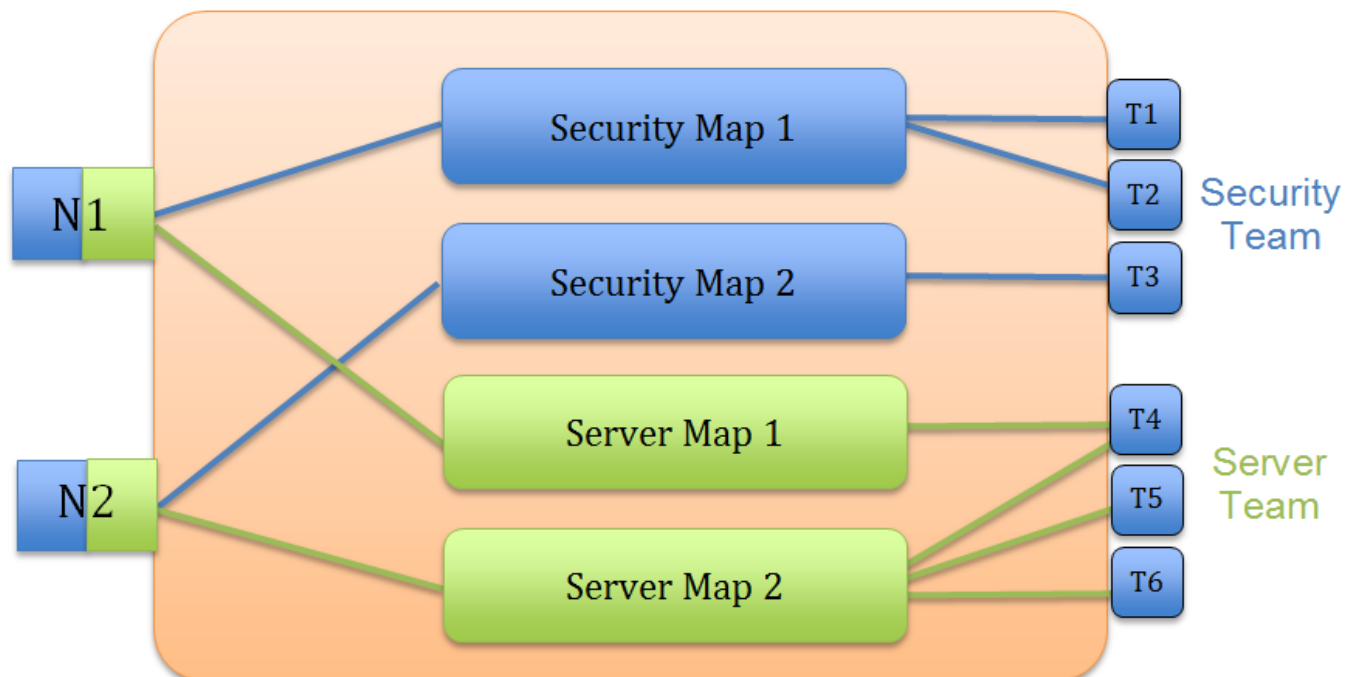 Security Map 1
T1
T2
Security
Team
N1
Security Map 2
T3
Server Map 1
T4
Server
Team
N2
T5
Server Map 2
T6